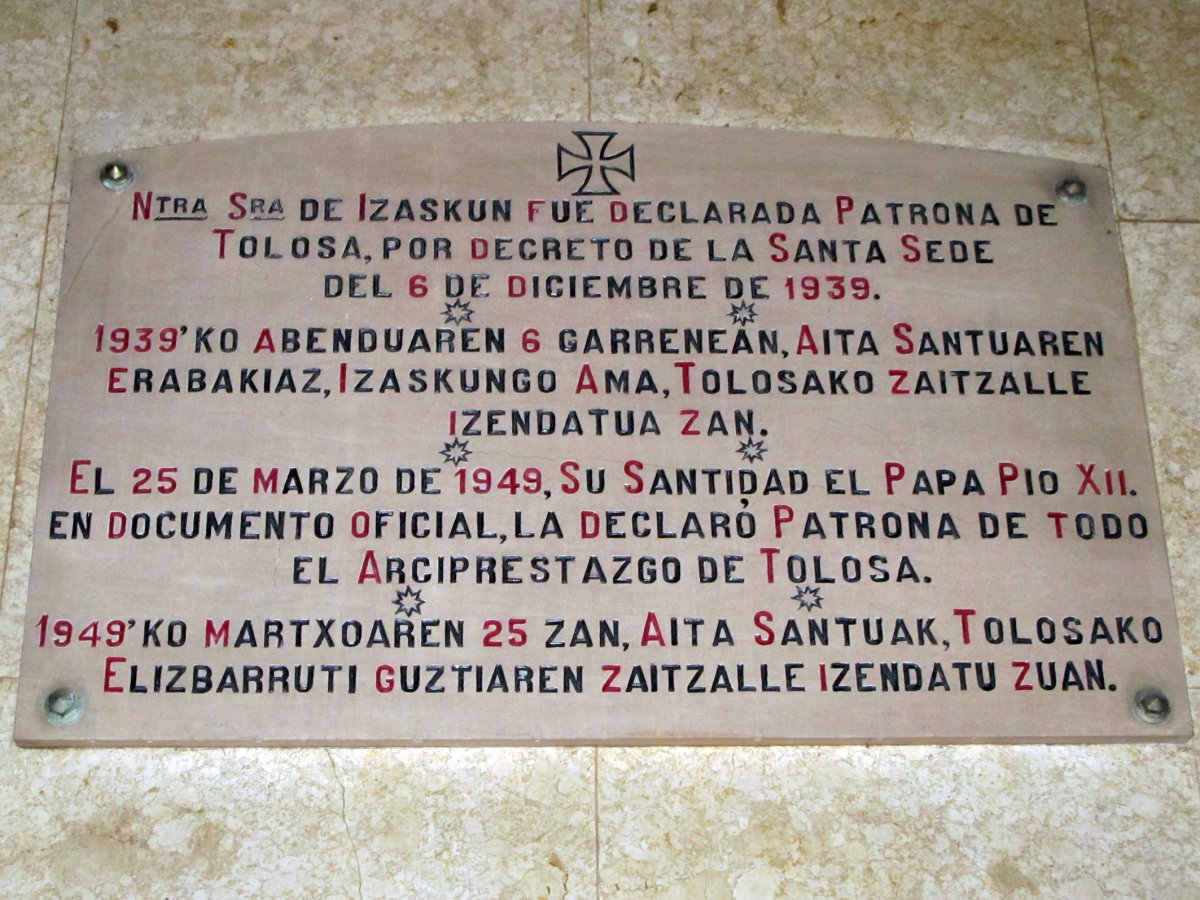 NTRA SRA DE IZASKUN FUE DECLARADA PATRONA DE
TOLOSA, POR DECRETO DE LA SANTA SEDE
DEL 6 DE DICIEMBRE DE 1939.
1939'KO ABENDUAREN 6 GARRENEAN, AITA SANTUAREN
ERABAKIAZ, IZASKUNGO AMA, TOLOSAKO ZAITZALLE
IZENDATUA ZAN.
EL 25 DE MARZO DE 1949, SU SANTIDAD EL PAPA PIO XII.
EN DOCUMENTO OFICIAL, LA DECLARÓ PATRONA DE TODO
EL ARCIPRESTAZGO DE TOLOSA.
1949'KO MARTXOAREN 25 ZAN, AITA SANTUAK, TOLOSAKO
ELIZBARRUTI GUZTIAREN ZAITZALLE IZENDATU ZUAN.